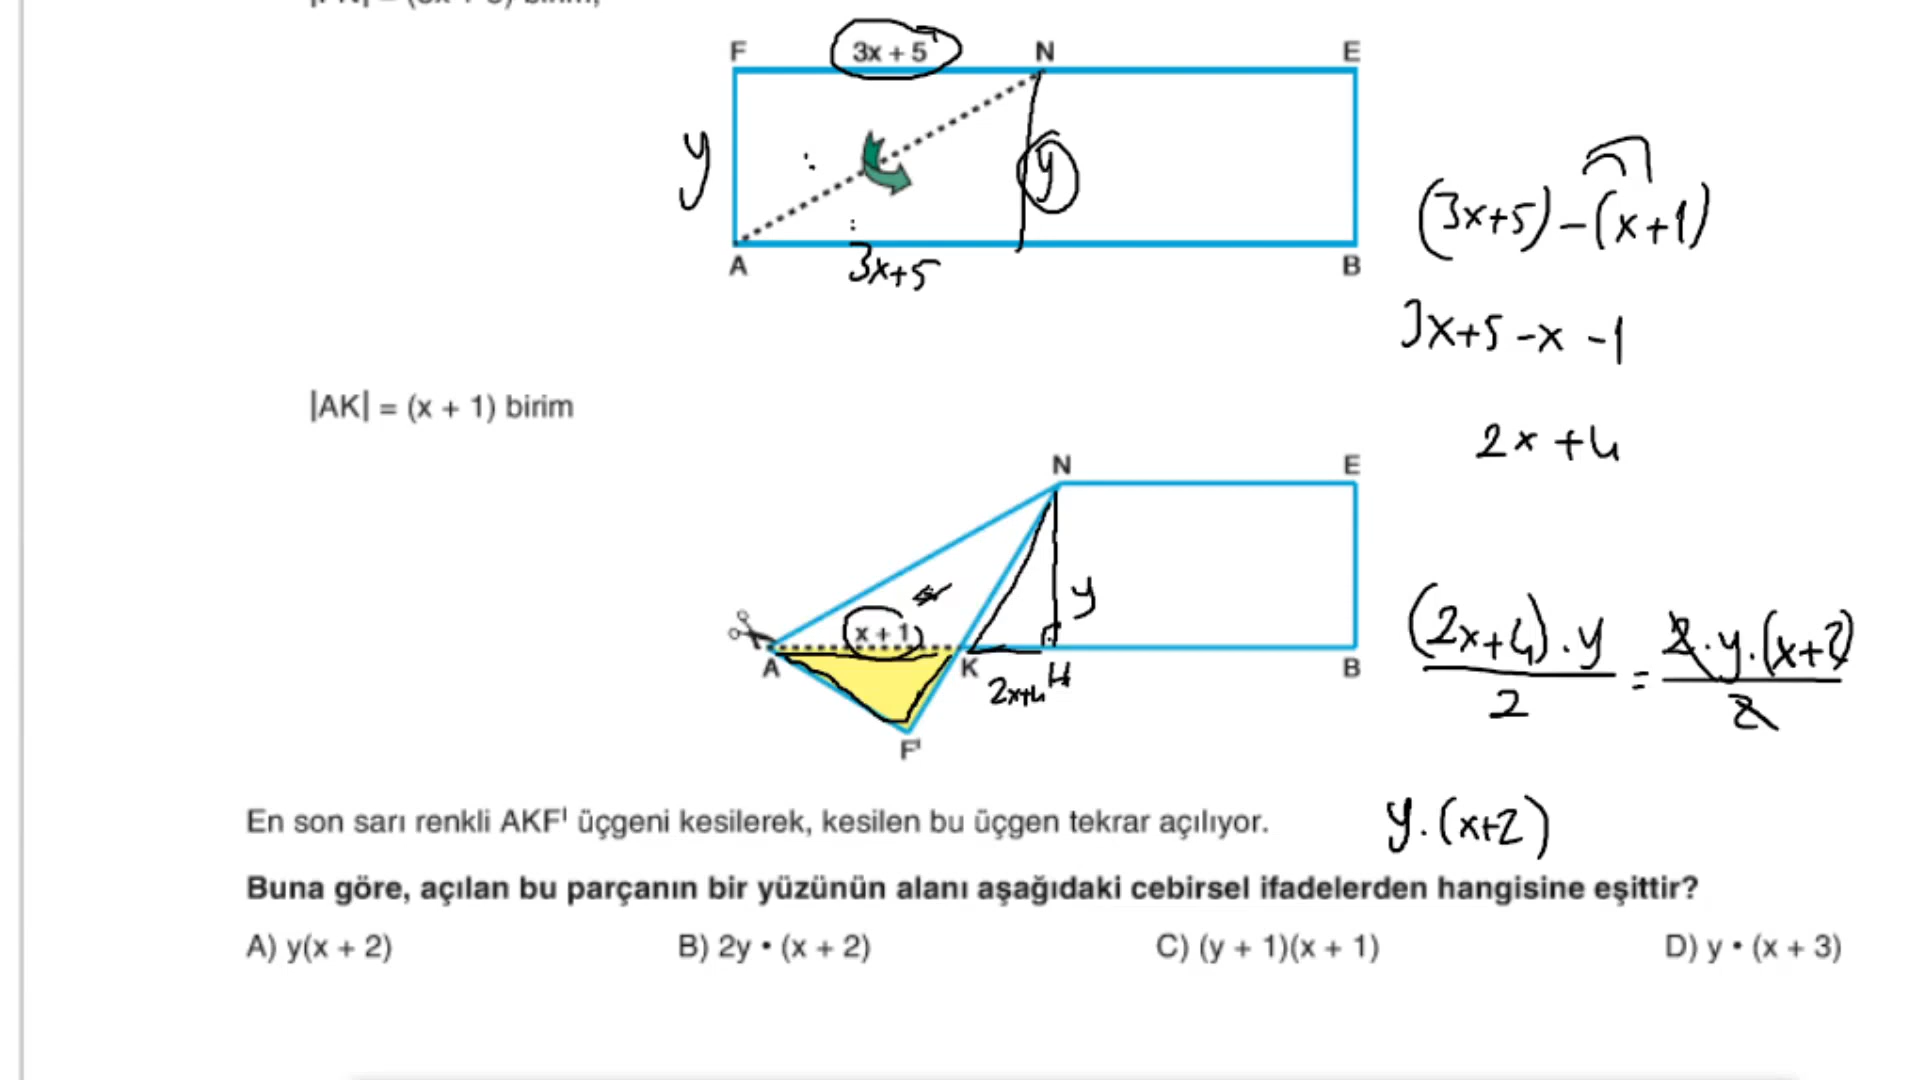 F 3x + 5 N E
y
y
A 3x+5 B
(3x+5) - (x+1)
3x+5 -x -1
|AK| = (x + 1) birim
2x +4
N E
y
x + 1
A K 2x+4 H B
F'
(2x+4).y / 2 = 2.y.(x+2) / 2
En son sarı renkli AKF' üçgeni kesilerek, kesilen bu üçgen tekrar açılıyor.
y.(x+2)
Buna göre, açılan bu parçanın bir yüzünün alanı aşağıdaki cebirsel ifadelerden hangisine eşittir?
A) y(x + 2) B) 2y • (x + 2) C) (y + 1)(x + 1) D) y • (x + 3)